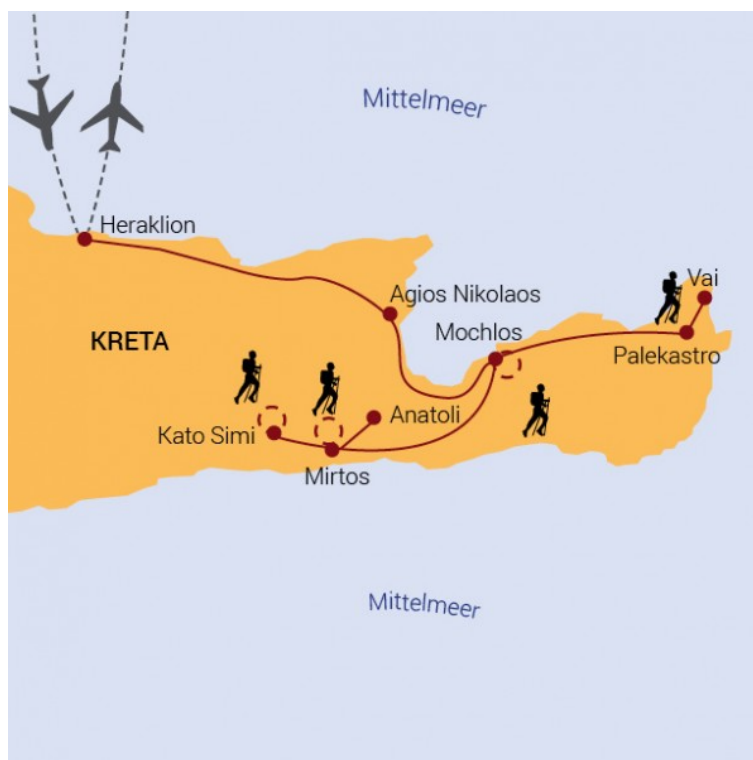 Mittelmeer
Heraklion
Vai
Agios Nikolaos
Mochlos
KRETA
Palekastro
Anatoli
Kato Simi
Mirtos
Mittelmeer